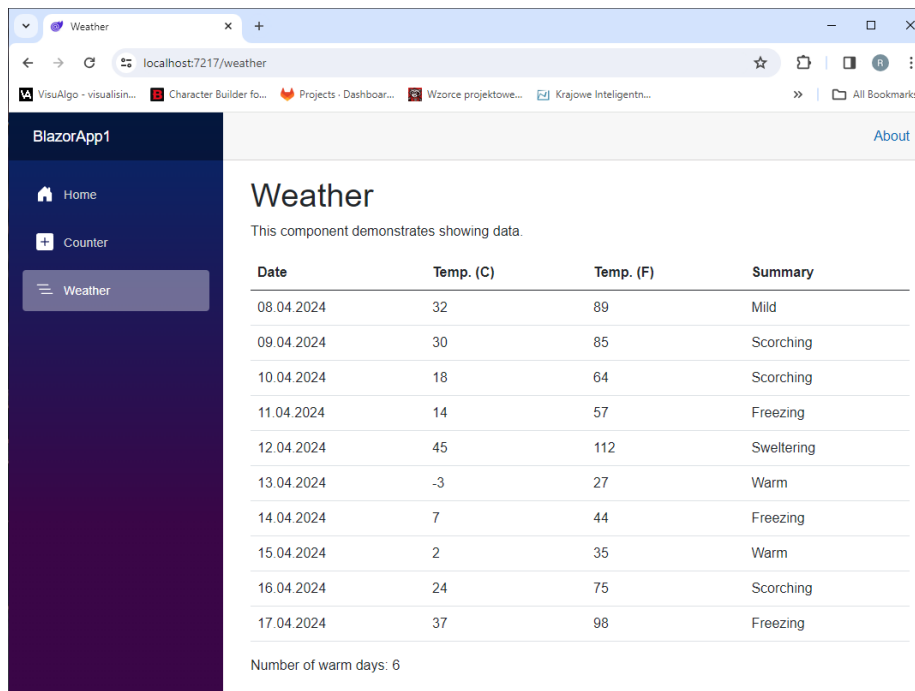 Weather
localhost:7217/weather
VisuAlgo - visualisin... Character Builder fo... Projects · Dashboar... Wzorce projektowe... Krajowe Inteligentn... » All Bookmarks
BlazorApp1 About
Home
Counter
Weather
Weather
This component demonstrates showing data.
Date Temp. (C) Temp. (F) Summary
08.04.2024 32 89 Mild
09.04.2024 30 85 Scorching
10.04.2024 18 64 Scorching
11.04.2024 14 57 Freezing
12.04.2024 45 112 Sweltering
13.04.2024 -3 27 Warm
14.04.2024 7 44 Freezing
15.04.2024 2 35 Warm
16.04.2024 24 75 Scorching
17.04.2024 37 98 Freezing
Number of warm days: 6